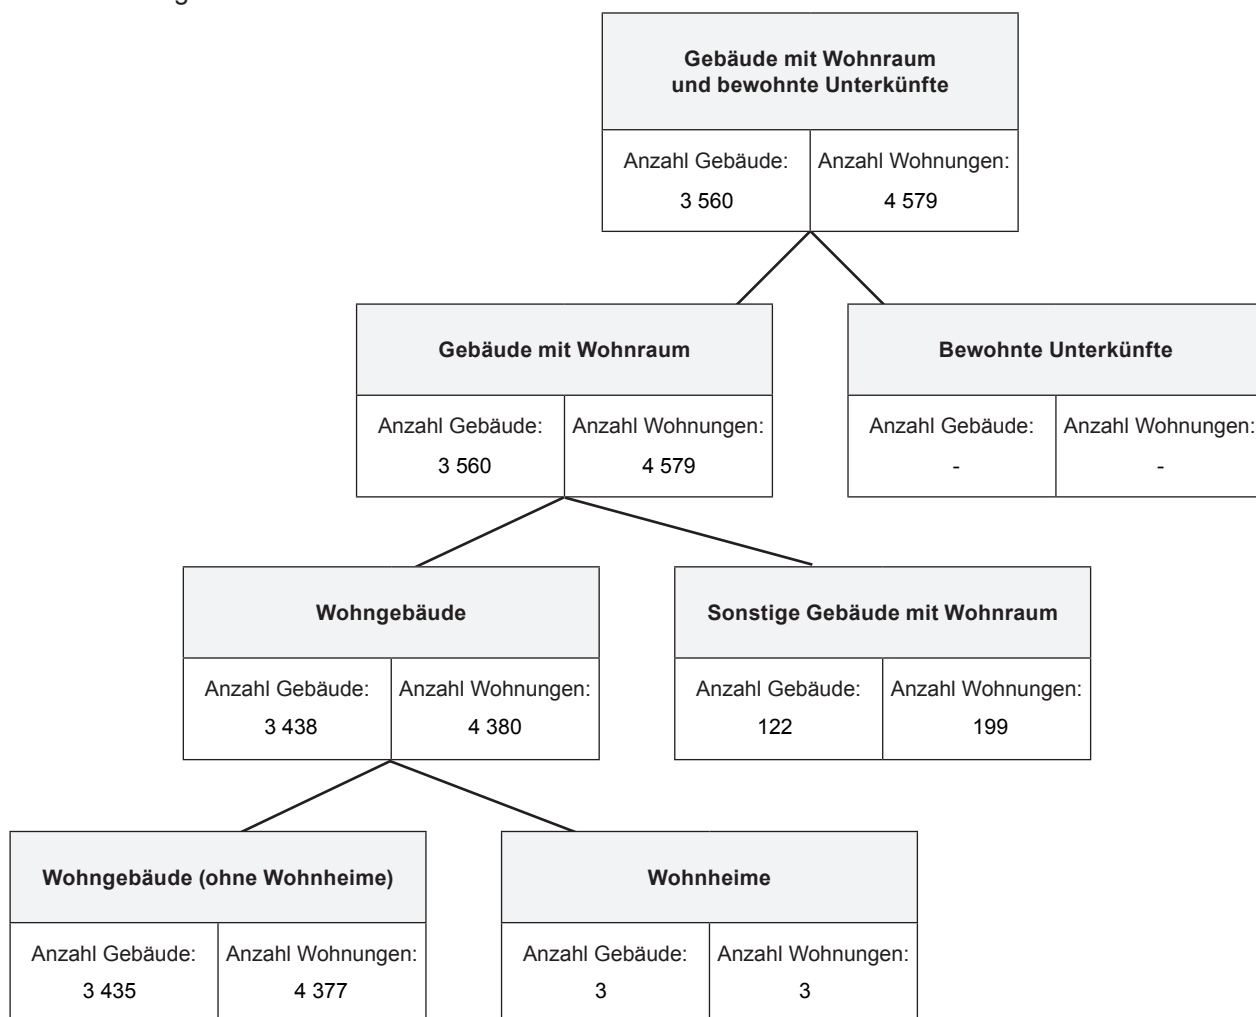 Gebäude mit Wohnraum
und bewohnte Unterkünfte
Anzahl Gebäude: Anzahl Wohnungen:
3 560 4 579
Gebäude mit Wohnraum Bewohnte Unterkünfte
Anzahl Gebäude: Anzahl Wohnungen: Anzahl Gebäude: Anzahl Wohnungen:
3 560 4 579 - -
Wohngebäude Sonstige Gebäude mit Wohnraum
Anzahl Gebäude: Anzahl Wohnungen: Anzahl Gebäude: Anzahl Wohnungen:
3 438 4 380 122 199
Wohngebäude (ohne Wohnheime) Wohnheime
Anzahl Gebäude: Anzahl Wohnungen: Anzahl Gebäude: Anzahl Wohnungen:
3 435 4 377 3 3